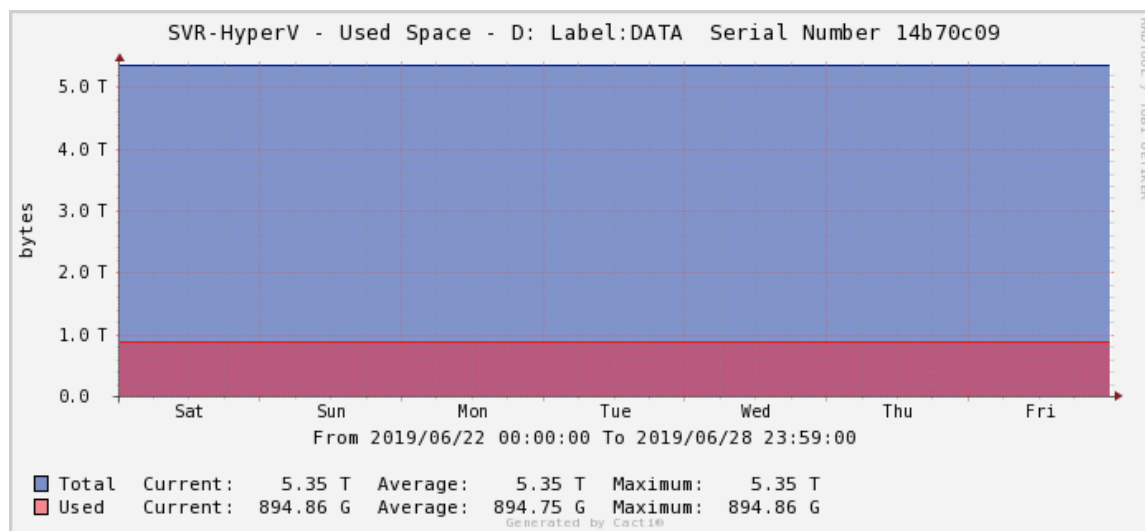 SVR-HyperV - Used Space - D: Label:DATA  Serial Number 14b70c09
5.0 T
4.0 T
3.0 T
2.0 T
1.0 T
0.0
bytes
Sat Sun Mon Tue Wed Thu Fri
From 2019/06/22 00:00:00 To 2019/06/28 23:59:00
Total Current: 5.35 T Average: 5.35 T Maximum: 5.35 T
Used Current: 894.86 G Average: 894.75 G Maximum: 894.86 G
Generated by Cacti®